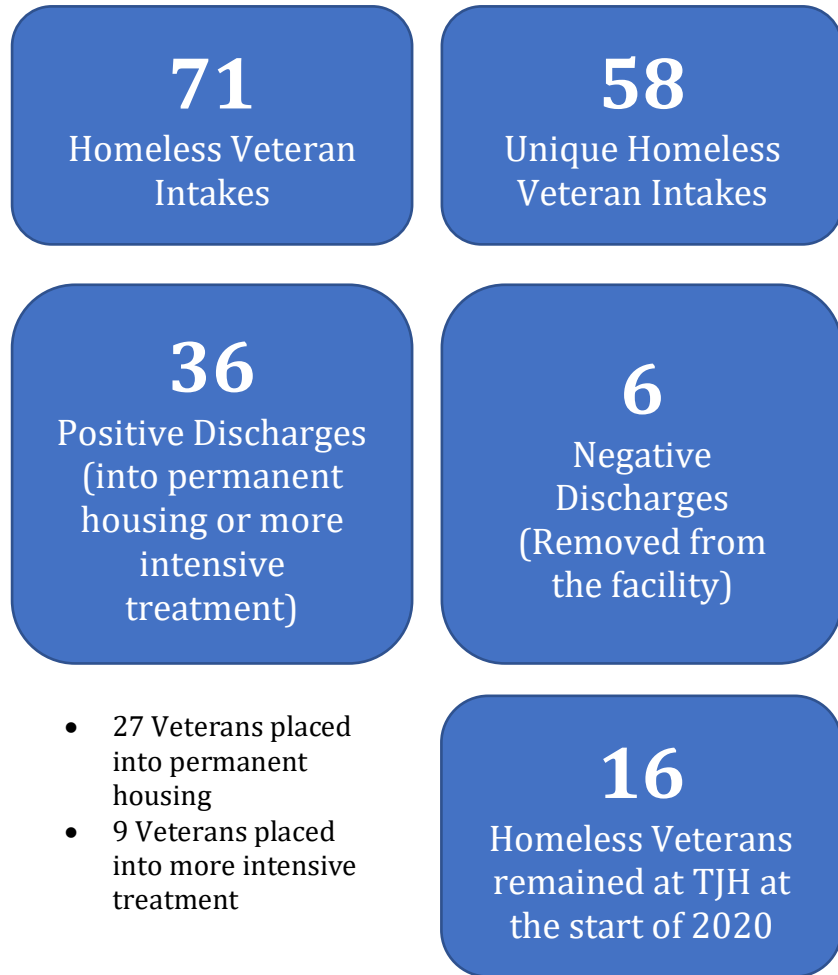 71
Homeless Veteran
Intakes
58
Unique Homeless
Veteran Intakes
36
Positive Discharges
(into permanent
housing or more
intensive
treatment)
6
Negative
Discharges
(Removed from
the facility)
• 27 Veterans placed
into permanent
housing
• 9 Veterans placed
into more intensive
treatment
16
Homeless Veterans
remained at TJH at
the start of 2020